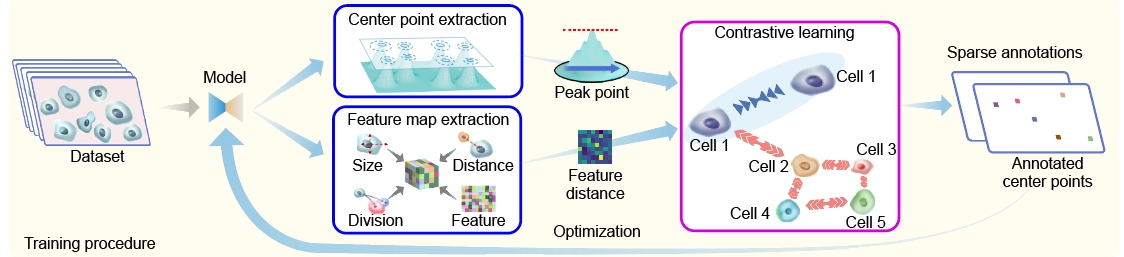 Dataset
Model
Center point extraction
Feature map extraction
Size
Distance
Division
Feature
Peak point
Feature
distance
Contrastive learning
Cell 1
Cell 1
Cell 2
Cell 3
Cell 4
Cell 5
Sparse annotations
Annotated
center points
Optimization
Training procedure